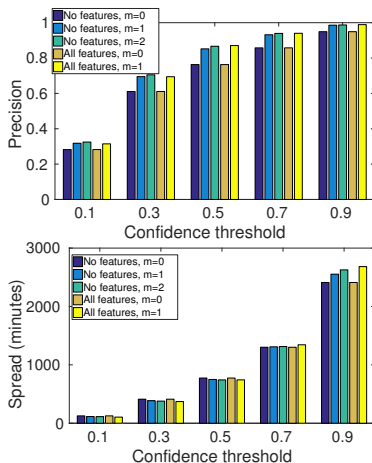 1
0.8
0.6
0.4
0.2
0
Precision
No features, m=0
No features, m=1
No features, m=2
All features, m=0
All features, m=1
0.1 0.3 0.5 0.7 0.9
Confidence threshold
3000
2000
1000
0
Spread (minutes)
No features, m=0
No features, m=1
No features, m=2
All features, m=0
All features, m=1
0.1 0.3 0.5 0.7 0.9
Confidence threshold